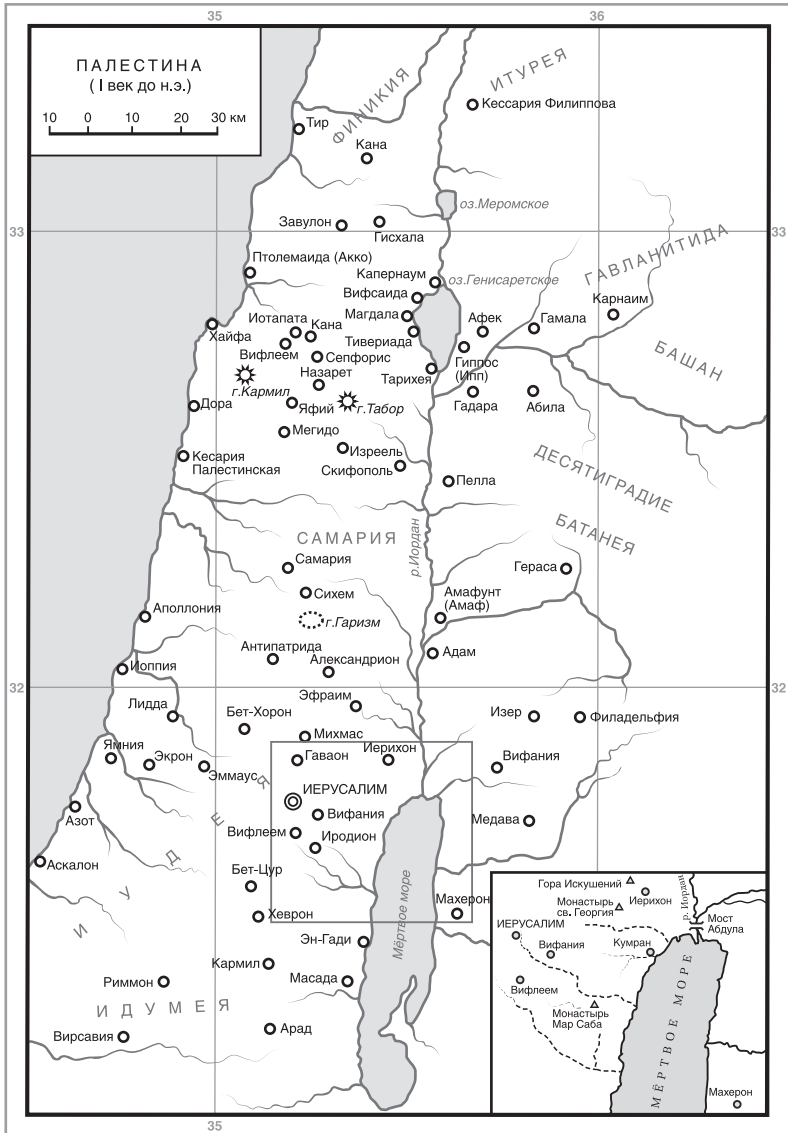 35
36
ПАЛЕСТИНА
( I век до н.э.)
10 0 10 20 30 км
ФИНИКИЯ
ИТУРЕЯ
Кессария Филиппова
Тир
Кана
оз.Меромское
Завулон
Гисхала
33
33
Птолемаида (Акко)
Капернаум
оз.Генисаретское
ГАВЛАНИТИДА
Вифсаида
Карнаим
Магдала
Афек
Гамала
Хайфа
Иотапата
Кана
Тивериада
Вифлеем
Сепфорис
Гиппос
(Ипп)
БАШАН
Назарет
Тарихея
г.Кармил
Дора
Яфий
г.Табор
Гадара
Абила
Мегидо
Изреель
Кесария
Палестинская
Скифополь
Пелла
ДЕСЯТИГРАДИЕ
БАТАНЕЯ
САМАРИЯ
р.Иордан
Самария
Гераса
Сихем
Амафунт
(Амаф)
Аполлония
г.Гаризм
Антипатрида
Александрион
Адам
Иоппия
32
32
Эфраим
Лидда
Бет-Хорон
Изер
Филадельфия
Михмас
Ямния
Экрон
Эммаус
Гаваон
Иерихон
Вифания
ИЕРУСАЛИМ
Азот
Вифания
Медава
Вифлеем
Иродион
ИУДЕЯ
Аскалон
Бет-Цур
Хеврон
Мёртвое море
Махерон
Эн-Гади
Кармил
Масада
Риммон
ИДУМЕЯ
Вирсавия
Арад
35
Гора Искушений
Иерихон
р. Иордан
Монастырь
св. Георгия
Мост
Абдула
ИЕРУСАЛИМ
Вифания
Кумран
Вифлеем
Монастырь
Мар Саба
МЁРТВОЕ МОРЕ
Махерон